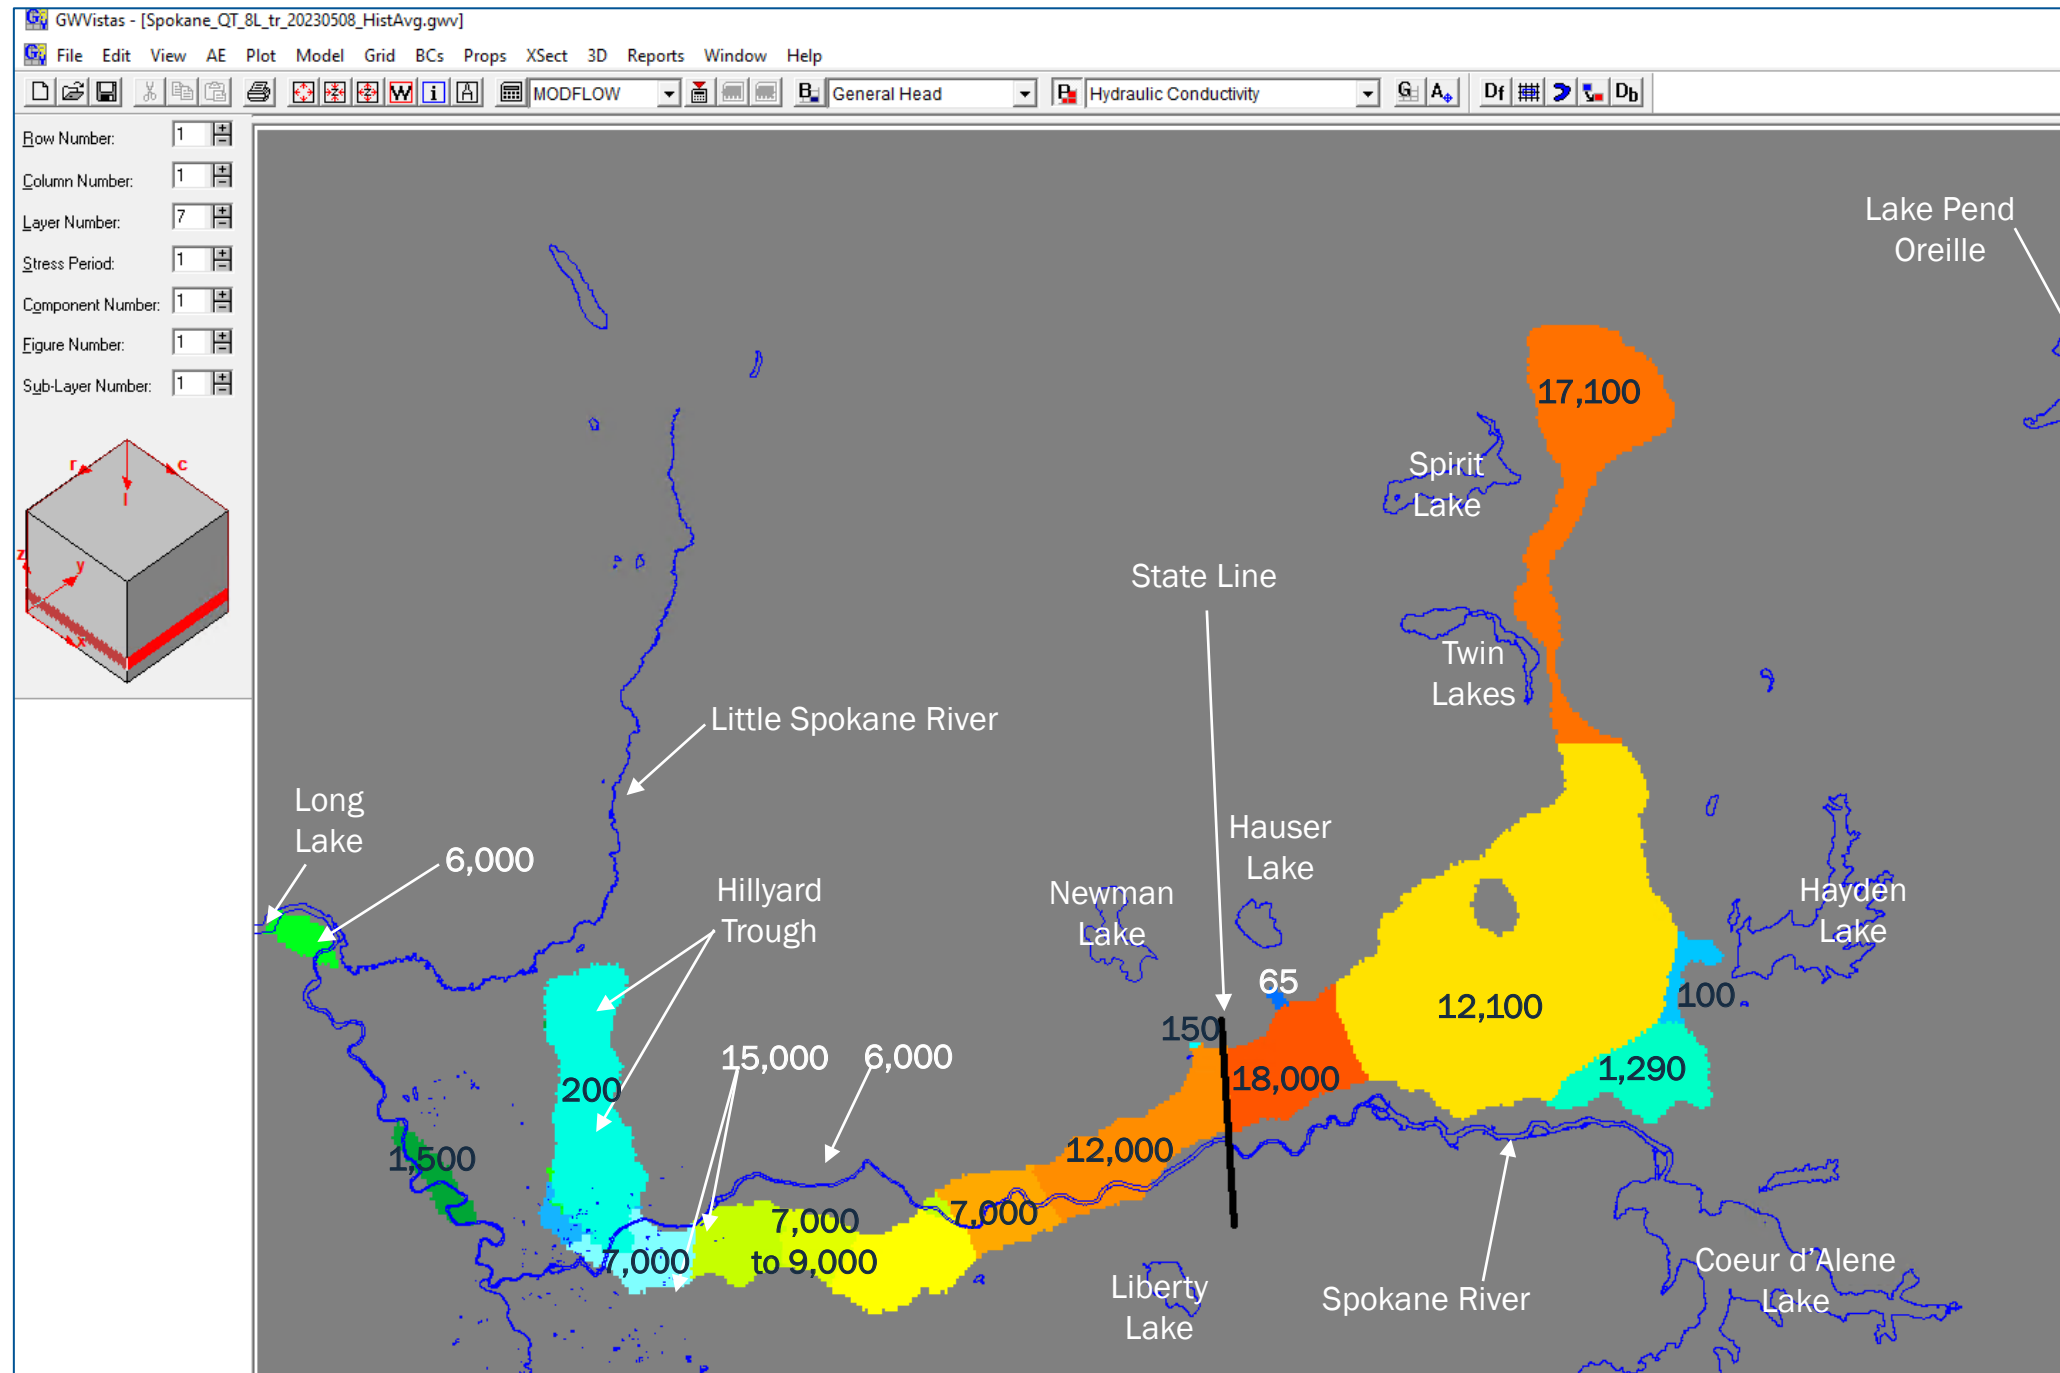 GWVistas - [Spokane_QT_8L_tr_20230508_HistAvg.gwv]
File Edit View AE Plot Model Grid BCs Props XSect 3D Reports Window Help
W i A MODFLOW B General Head P Hydraulic Conductivity G A Df Db
Row Number: 1
Column Number: 1
Layer Number: 7
Stress Period: 1
Component Number: 1
Figure Number: 1
Sub-Layer Number: 1
r c
l
z y
x
Lake Pend
Oreille
17,100
Spirit
Lake
State Line
Twin
Lakes
Little Spokane River
Long
Lake
6,000
Hillyard
Trough
Newman
Lake
Hauser
Lake
Hayden
Lake
65
100
12,100
150
15,000
6,000
18,000
1,290
200
1,500
12,000
7,000
7,000
to 9,000
7,000
Liberty
Lake
Spokane River
Coeur d'Alene
Lake